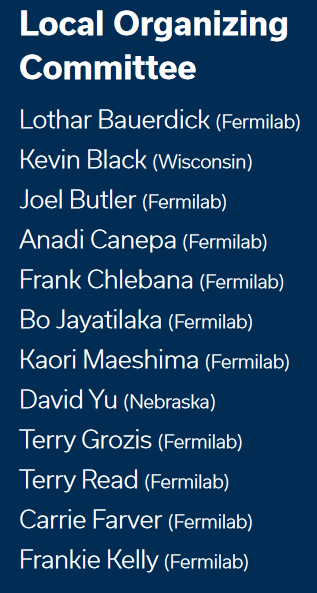 Local Organizing
Committee
Lothar Bauerdick (Fermilab)
Kevin Black (Wisconsin)
Joel Butler (Fermilab)
Anadi Canepa (Fermilab)
Frank Chlebana (Fermilab)
Bo Jayatilaka (Fermilab)
Kaori Maeshima (Fermilab)
David Yu (Nebraska)
Terry Grozis (Fermilab)
Terry Read (Fermilab)
Carrie Farver (Fermilab)
Frankie Kelly (Fermilab)